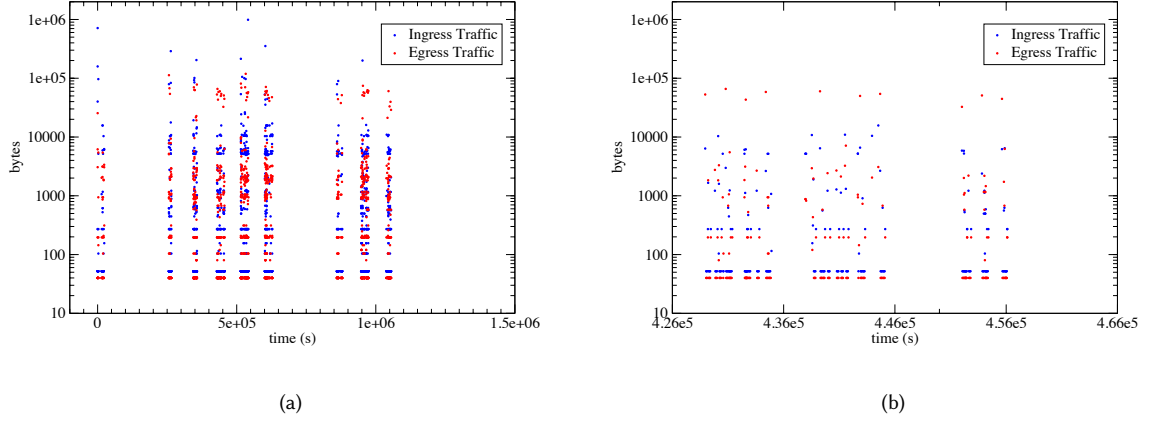 1e+06
1e+05
10000
1000
100
10
bytes
0
5e+05
1e+06
1.5e+06
time (s)
Ingress Traffic
Egress Traffic
(a)
1e+06
1e+05
10000
1000
100
10
bytes
4.26e5
4.36e5
4.46e5
4.56e5
4.66e5
time (s)
Ingress Traffic
Egress Traffic
(b)